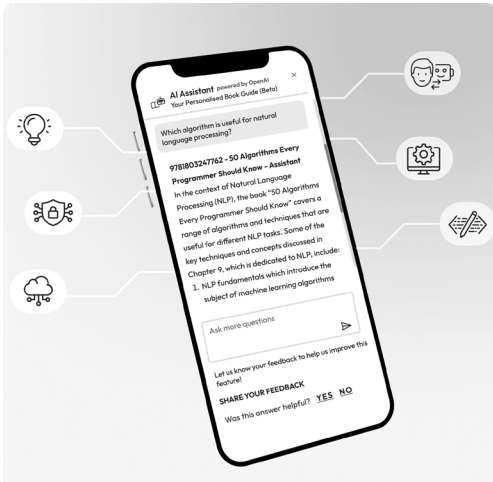 AI Assistant powered by OpenAI
Your Personalised Book Guide (Beta)
×
Which algorithm is useful for natural
language processing?
9781803247762 - 50 Algorithms Every
Programmer Should Know - Assistant
In the context of Natural Language
Processing (NLP), the book "50 Algorithms
Every Programmer Should Know" covers a
range of algorithms and techniques that are
useful for different NLP tasks. Some of the
key techniques and concepts discussed in
Chapter 9, which is dedicated to NLP, include:
1. NLP fundamentals which introduce the
subject of machine learning algorithms
Ask more questions
Let us know your feedback to help us improve this
feature!
SHARE YOUR FEEDBACK
Was this answer helpful? YES NO